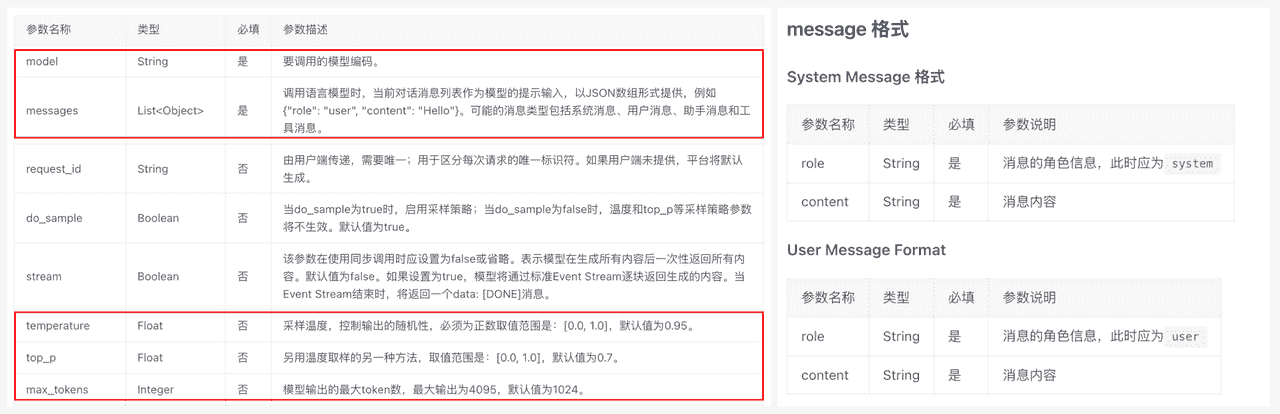 参数名称 类型 必填 参数描述
model String 是 要调用的模型编码。
调用语言模型时，当前对话消息列表作为模型的提示输入，以JSON数组形式提供，例如
messages List<Object> 是 {"role": "user", "content": "Hello"}。可能的消息类型包括系统消息、用户消息、助手消息和工
具消息。
request_id String 否 由用户端传递，需要唯一；用于区分每次请求的唯一标识符。如果用户端未提供，平台将默认
生成。
do_sample Boolean 否 当do_sample为true时，启用采样策略；当do_sample为false时，温度和top_p等采样策略参数
将不生效。默认值为true。
该参数在使用同步调用时应设置为false或省略。表示模型在生成所有内容后一次性返回所有内
stream Boolean 否 容。默认值为false。如果设置为true，模型将通过标准Event Stream逐块返回生成的内容。当
Event Stream结束时，将返回一个data: [DONE]消息。
temperature Float 否 采样温度，控制输出的随机性，必须为正数取值范围是：[0.0, 1.0]，默认值为0.95。
top_p Float 否 另用温度取样的另一种方法，取值范围是：[0.0, 1.0]，默认值为0.7。
max_tokens Integer 否 模型输出的最大token数，最大输出为4095，默认值为1024。
message 格式
System Message 格式
参数名称 类型 必填 参数说明
role String 是 消息的角色信息，此时应为 system
content String 是 消息内容
User Message Format
参数名称 类型 必填 参数说明
role String 是 消息的角色信息，此时应为 user
content String 是 消息内容